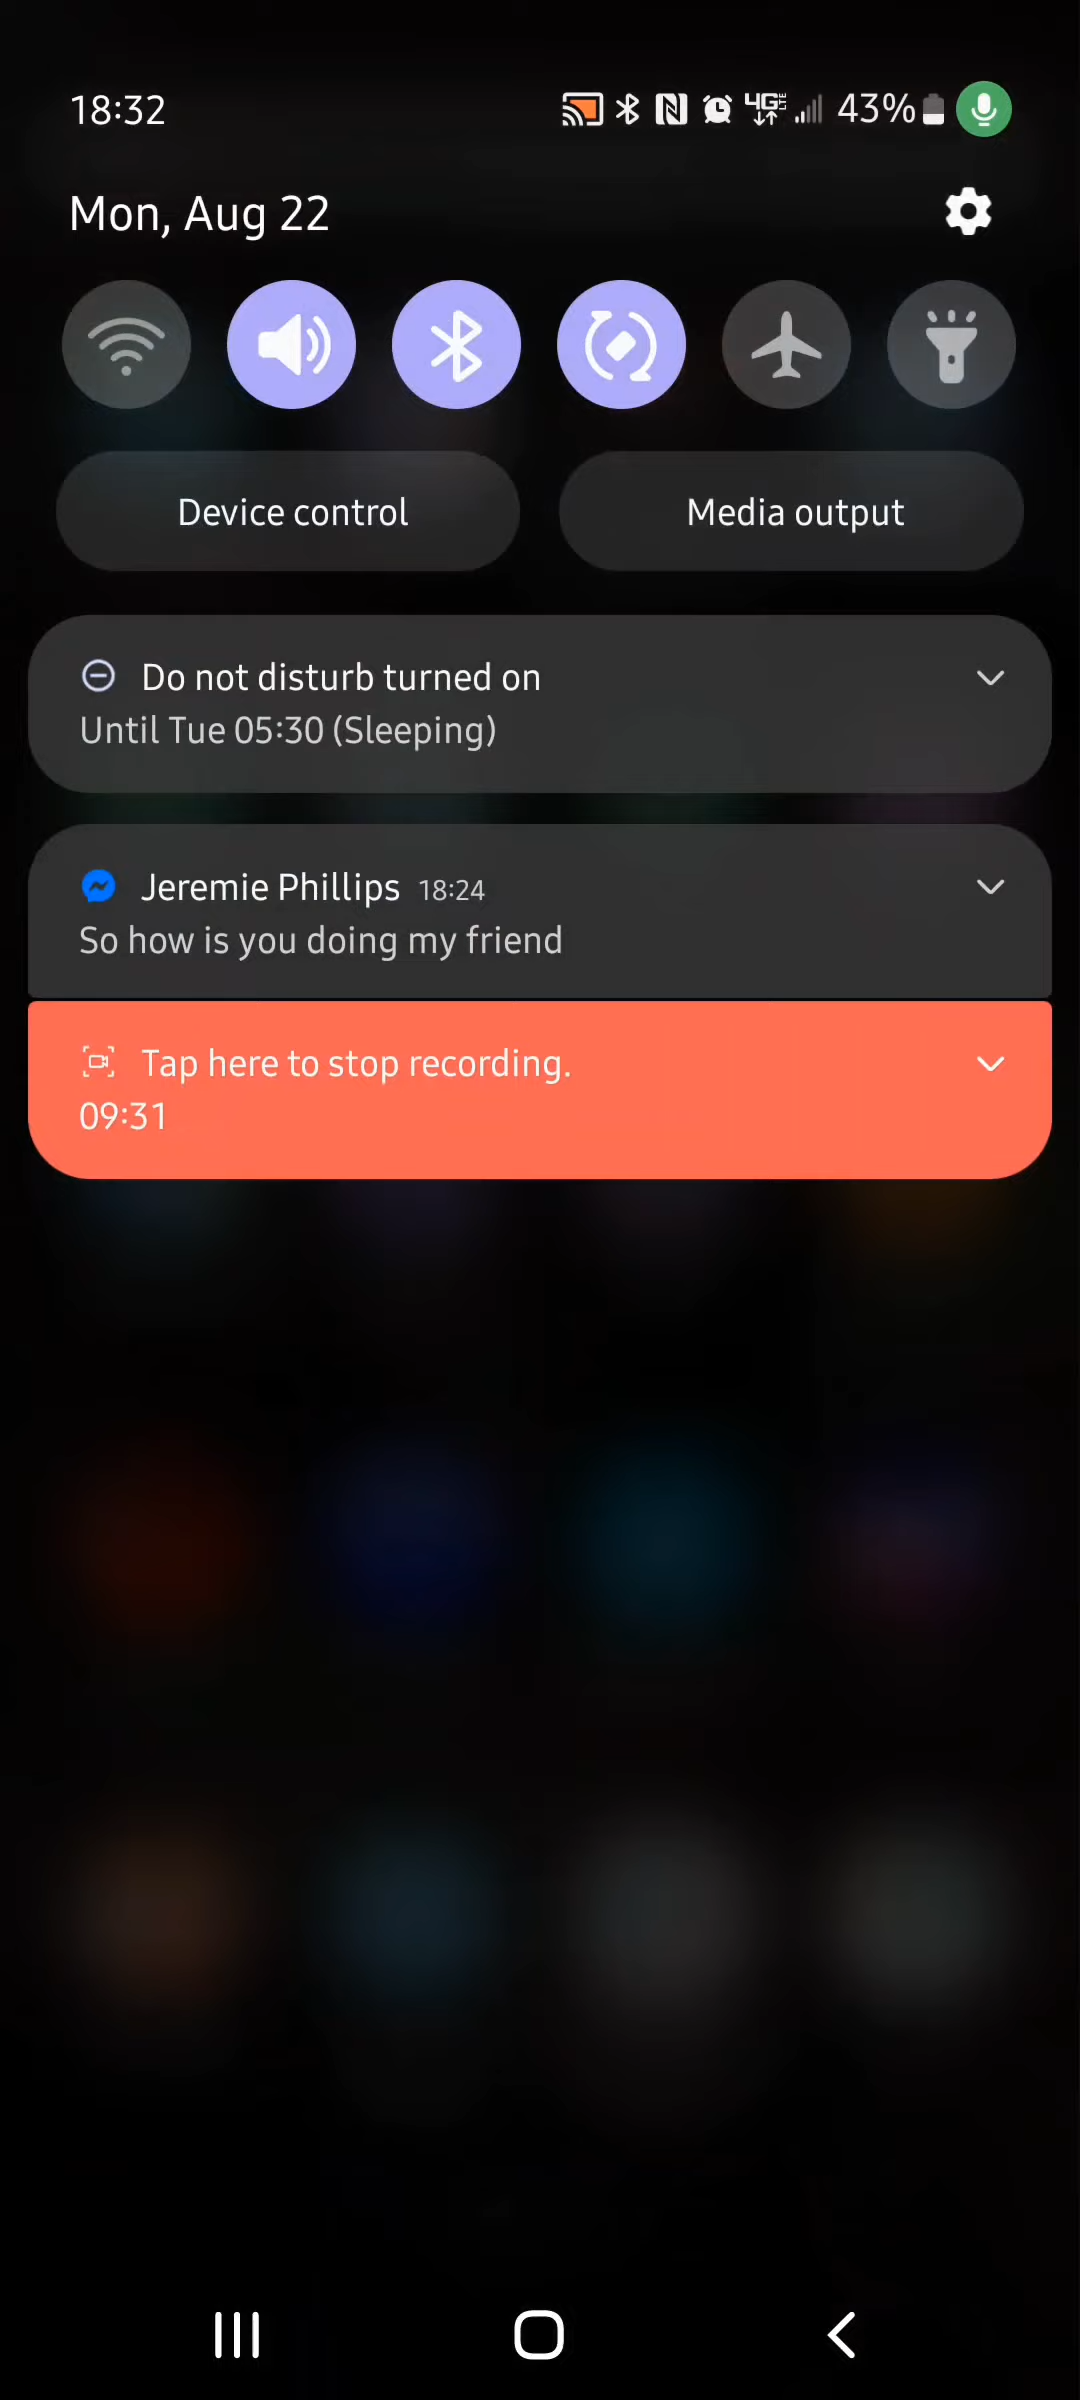 18:32
4G LTE 43%
Mon, Aug 22
Device control
Media output
Do not disturb turned on
Until Tue 05:30 (Sleeping)
Jeremie Phillips 18:24
So how is you doing my friend
Tap here to stop recording.
09:31